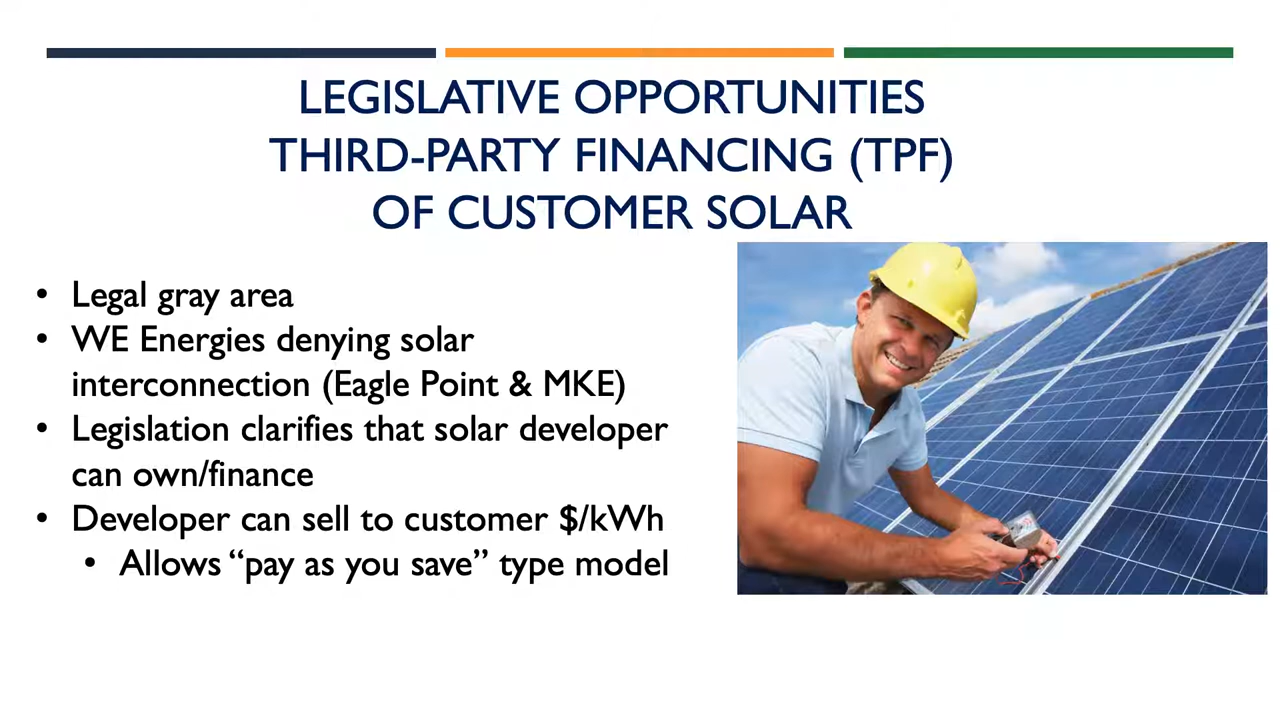 LEGISLATIVE OPPORTUNITIES
THIRD-PARTY FINANCING (TPF)
OF CUSTOMER SOLAR
• Legal gray area
• WE Energies denying solar
interconnection (Eagle Point & MKE)
• Legislation clarifies that solar developer
can own/finance
• Developer can sell to customer $/kWh
• Allows “pay as you save” type model